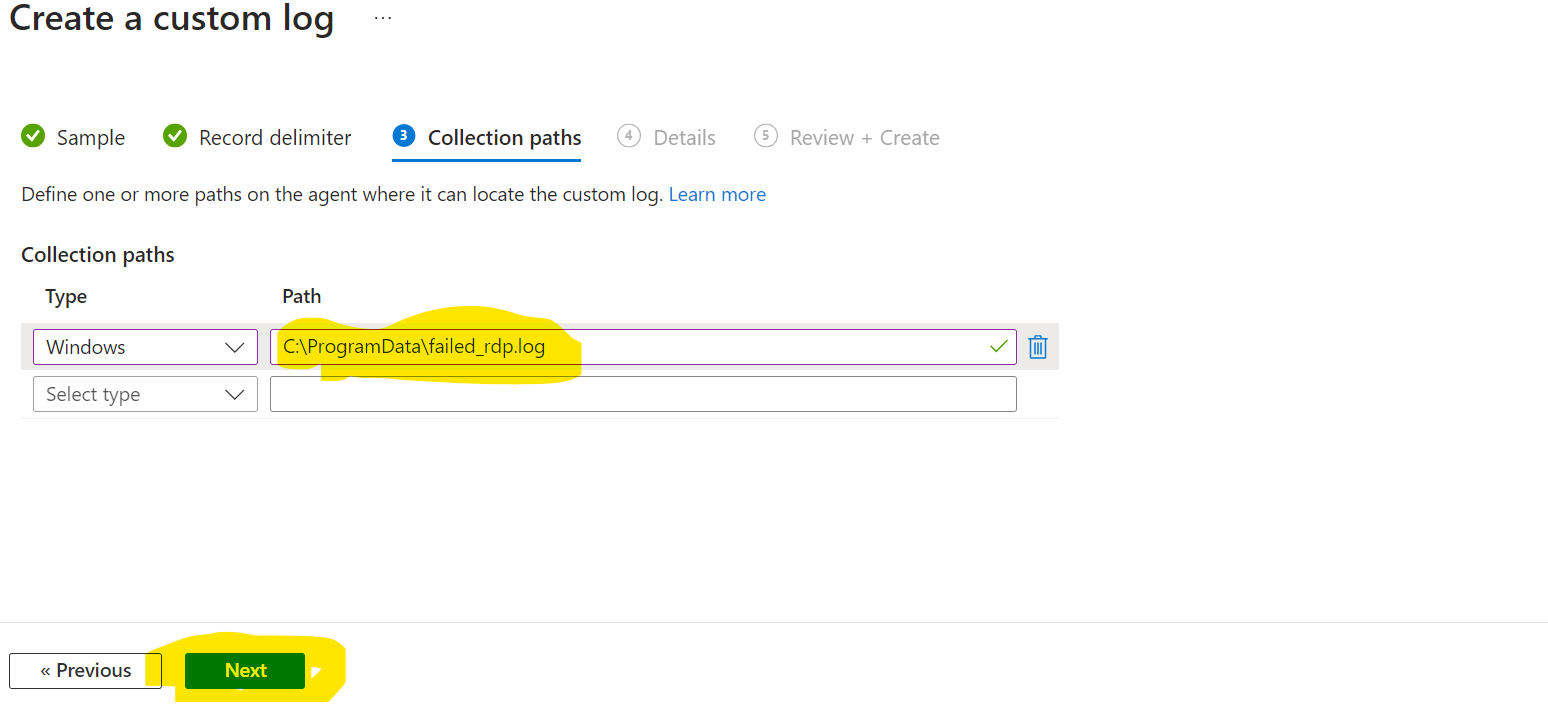 Create a custom log ...
Sample Record delimiter 3 Collection paths 4 Details 5 Review + Create
Define one or more paths on the agent where it can locate the custom log. Learn more
Collection paths
Type Path
Windows C:\ProgramData\failed_rdp.log
Select type
« Previous Next